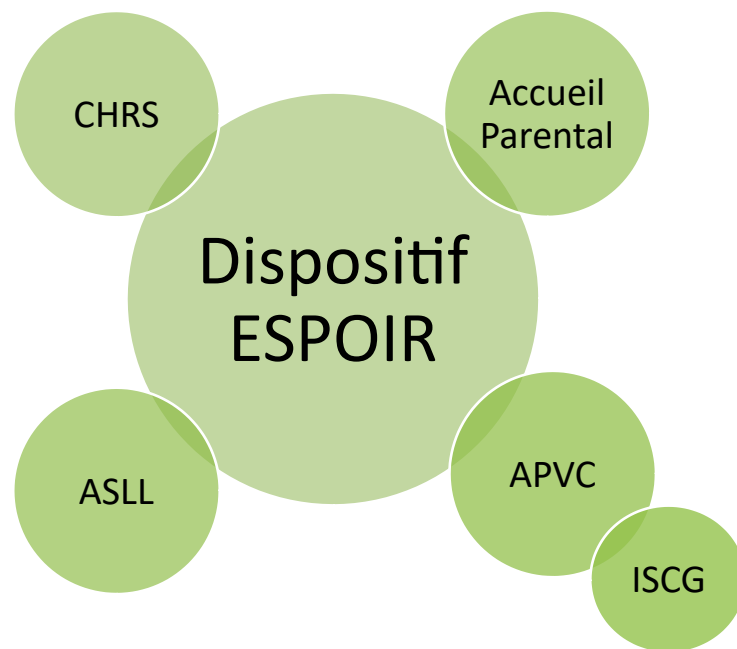 CHRS
Accueil
Parental
Dispositif
ESPOIR
ASLL
APVC
ISCG